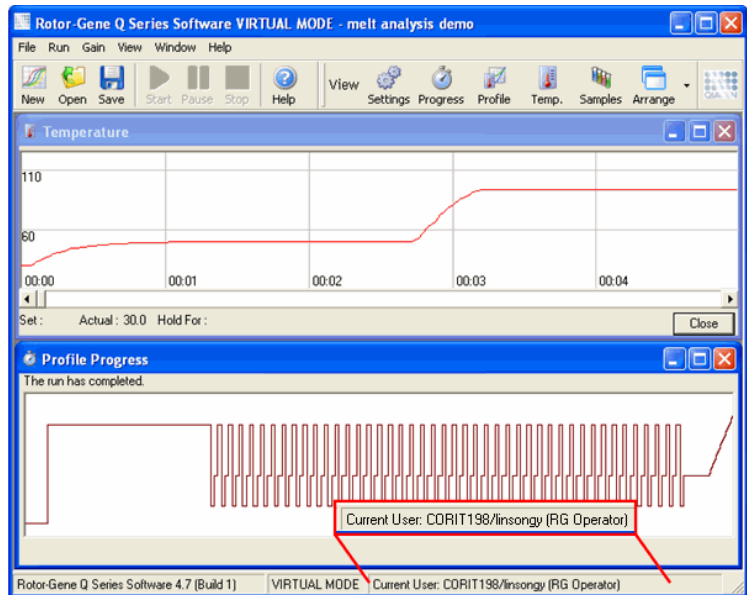 Rotor-Gene Q Series Software VIRTUAL MODE - melt analysis demo
File Run Gain View Window Help
New Open Save Start Pause Stop Help View Settings Progress Profile Temp. Samples Arrange
Temperature
110
60
00:00 00:01 00:02 00:03 00:04
Set : Actual : 30.0 Hold For :
Close
Profile Progress
The run has completed.
Current User: CORIT198/linsongy (RG Operator)
Rotor-Gene Q Series Software 4.7 (Build 1) VIRTUAL MODE Current User: CORIT198/linsongy (RG Operator)